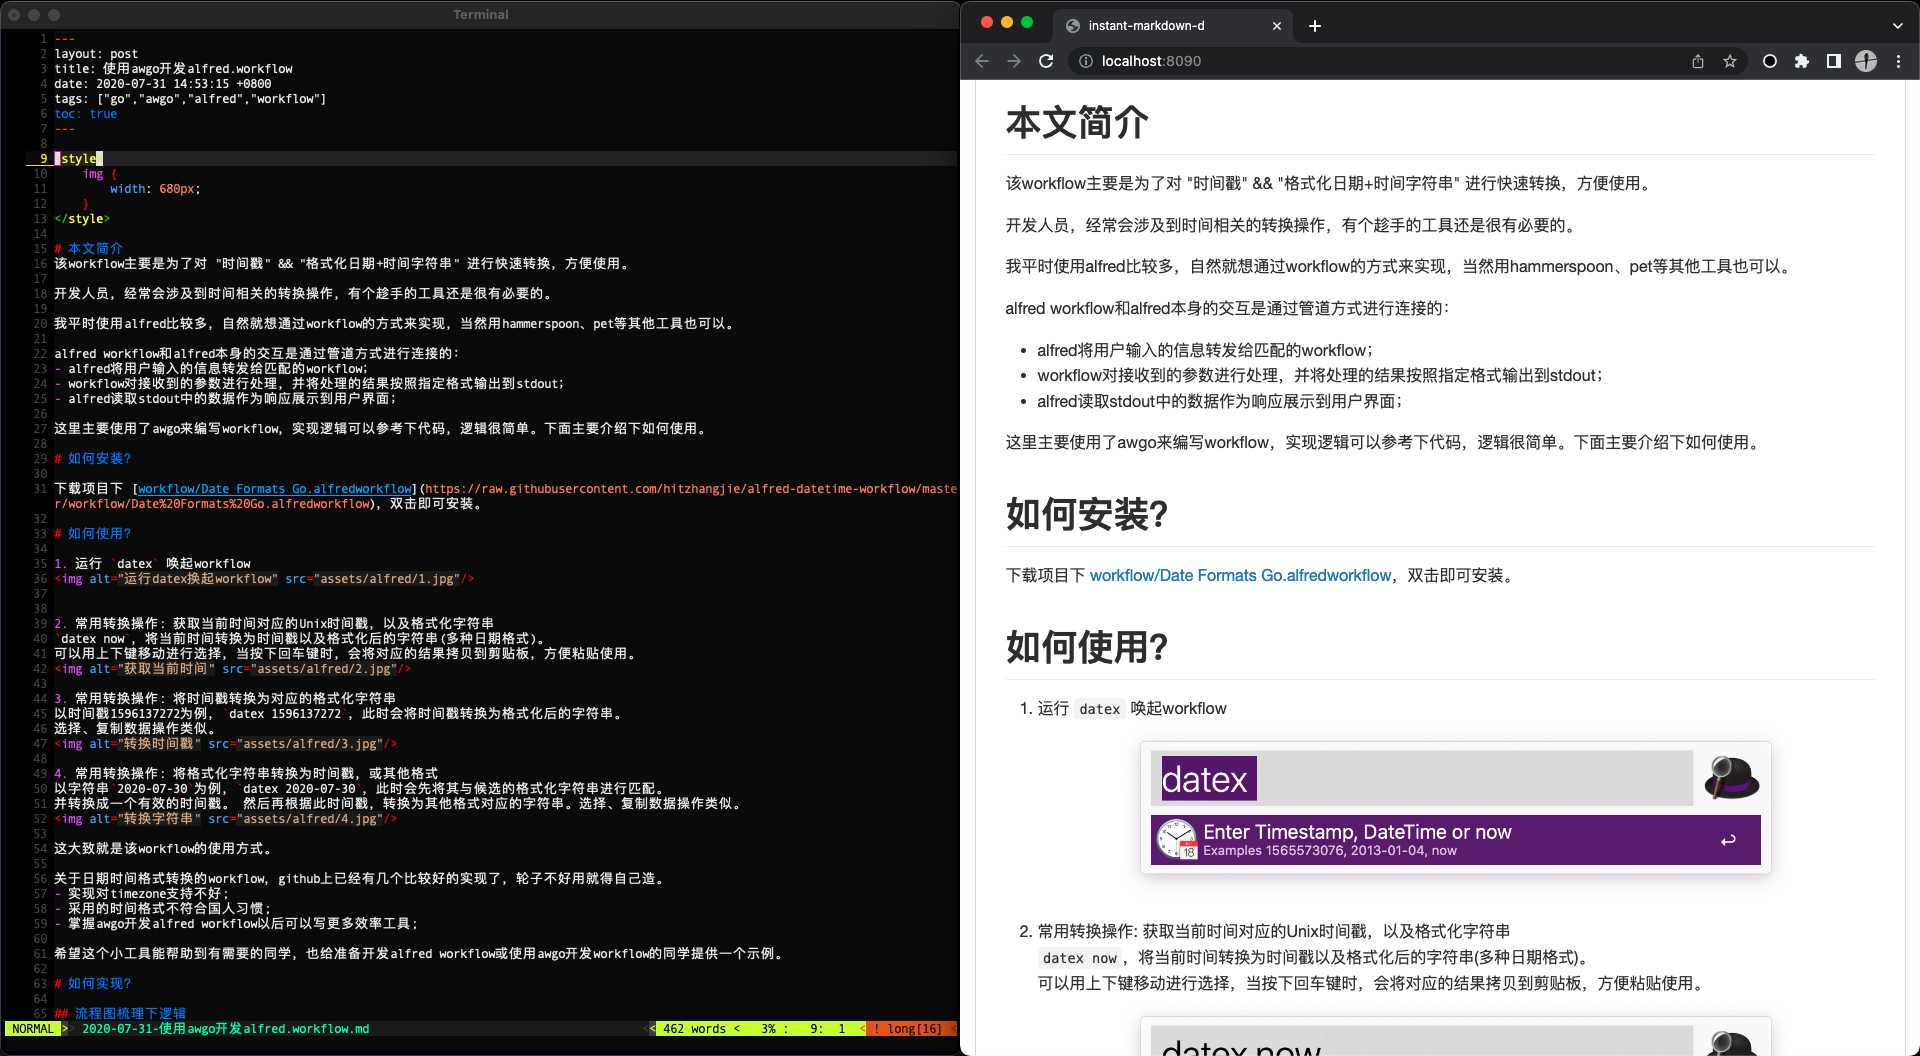 Terminal
1 ---
2 layout: post
3 title: 使用awgo开发alfred.workflow
4 date: 2020-07-31 14:53:15 +0800
5 tags: ["go","awgo","alfred","workflow"]
6 toc: true
7 ---
8
9 <style>
10 img {
11 width: 680px;
12 }
13 </style>
14
15 # 本文简介
16 该workflow主要是为了对 "时间戳" && "格式化日期+时间字符串" 进行快速转换，方便使用。
17
18 开发人员，经常会涉及到时间相关的转换操作，有个趁手的工具还是很有必要的。
19
20 我平时使用alfred比较多，自然就想通过workflow的方式来实现，当然用hammerspoon、pet等其他工具也可以。
21
22 alfred workflow和alfred本身的交互是通过管道方式进行连接的：
23 - alfred将用户输入的信息转发给匹配的workflow；
24 - workflow对接收到的参数进行处理，并将处理的结果按照指定格式输出到stdout；
25 - alfred读取stdout中的数据作为响应展示到用户界面；
26
27 这里主要使用了awgo来编写workflow，实现逻辑可以参考下代码，逻辑很简单。下面主要介绍下如何使用。
28
29 # 如何安装?
30
31 下载项目下 [workflow/Date Formats Go.alfredworkflow](https://raw.githubusercontent.com/hitzhangjie/alfred-datetime-workflow/maste
r/workflow/Date%20Formats%20Go.alfredworkflow)，双击即可安装。
32
33 # 如何使用?
34
35 1. 运行 `datex` 唤起workflow
36 <img alt="运行datex换起workflow" src="assets/alfred/1.jpg"/>
37
38
39 2. 常用转换操作: 获取当前时间对应的Unix时间戳，以及格式化字符串
40 `datex now`，将当前时间转换为时间戳以及格式化后的字符串(多种日期格式)。
41 可以用上下键移动进行选择，当按下回车键时，会将对应的结果拷贝到剪贴板，方便粘贴使用。
42 <img alt="获取当前时间" src="assets/alfred/2.jpg"/>
43
44 3. 常用转换操作: 将时间戳转换为对应的格式化字符串
45 以时间戳1596137272为例，`datex 1596137272`，此时会将时间戳转换为格式化后的字符串。
46 选择、复制数据操作类似。
47 <img alt="转换时间戳" src="assets/alfred/3.jpg"/>
48
49 4. 常用转换操作: 将格式化字符串转换为时间戳，或其他格式
50 以字符串`2020-07-30`为例，`datex 2020-07-30`，此时会先将其与候选的格式化字符串进行匹配。
51 并转换成一个有效的时间戳。 然后再根据此时间戳，转换为其他格式对应的字符串。选择、复制数据操作类似。
52 <img alt="转换字符串" src="assets/alfred/4.jpg"/>
53
54 这大致就是该workflow的使用方式。
55
56 关于日期时间格式转换的workflow，github上已经有几个比较好的实现了，轮子不好用就得自己造。
57 - 实现对timezone支持不好；
58 - 采用的时间格式不符合国人习惯；
59 - 掌握awgo开发alfred workflow以后可以写更多效率工具；
60
61 希望这个小工具能帮助到有需要的同学，也给准备开发alfred workflow或使用awgo开发workflow的同学提供一个示例。
62
63 # 如何实现?
64
65 ## 流程图梳理下逻辑
NORMAL >> 2020-07-31-使用awgo开发alfred.workflow.md << 462 words < 3% : 9: 1 < ! long[16] <
instant-markdown-d
localhost:8090
本文简介
该workflow主要是为了对 "时间戳" && "格式化日期+时间字符串" 进行快速转换，方便使用。
开发人员，经常会涉及到时间相关的转换操作，有个趁手的工具还是很有必要的。
我平时使用alfred比较多，自然就想通过workflow的方式来实现，当然用hammerspoon、pet等其他工具也可以。
alfred workflow和alfred本身的交互是通过管道方式进行连接的：
• alfred将用户输入的信息转发给匹配的workflow；
• workflow对接收到的参数进行处理，并将处理的结果按照指定格式输出到stdout；
• alfred读取stdout中的数据作为响应展示到用户界面；
这里主要使用了awgo来编写workflow，实现逻辑可以参考下代码，逻辑很简单。下面主要介绍下如何使用。
如何安装?
下载项目下 workflow/Date Formats Go.alfredworkflow，双击即可安装。
如何使用?
1. 运行 datex 唤起workflow
datex
Enter Timestamp, DateTime or now
Examples 1565573076, 2013-01-04, now
18
2. 常用转换操作: 获取当前时间对应的Unix时间戳，以及格式化字符串
datex now ，将当前时间转换为时间戳以及格式化后的字符串(多种日期格式)。
可以用上下键移动进行选择，当按下回车键时，会将对应的结果拷贝到剪贴板，方便粘贴使用。
datex now